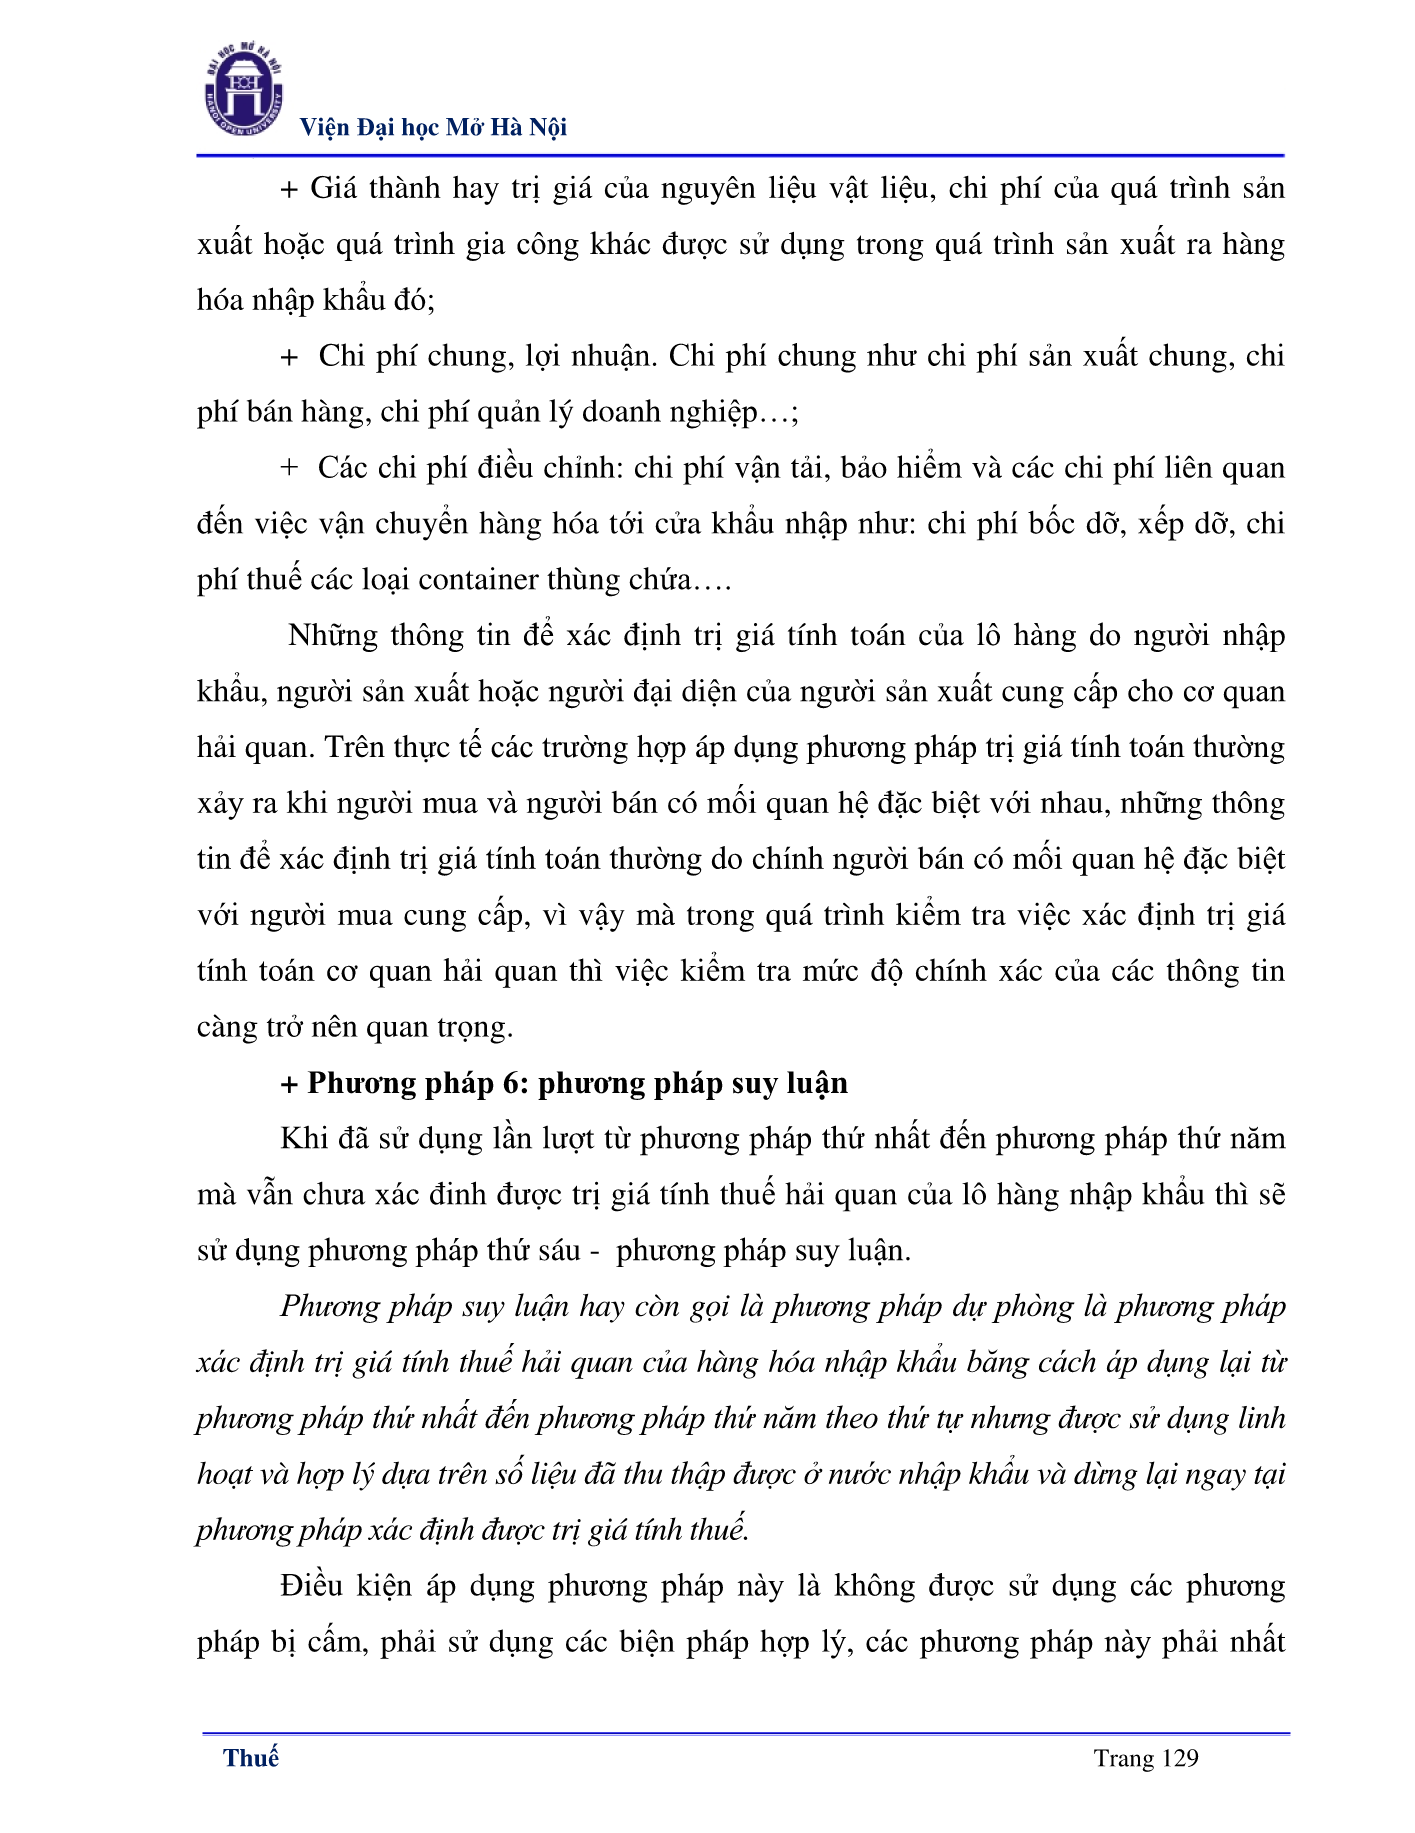 ĐẠI HỌC MỞ HÀ NỘI
HANOI OPEN UNIVERSITY
Viện Đại học Mở Hà Nội
+ Giá thành hay trị giá của nguyên liệu vật liệu, chi phí của quá trình sản
xuất hoặc quá trình gia công khác được sử dụng trong quá trình sản xuất ra hàng
hóa nhập khẩu đó;
+ Chi phí chung, lợi nhuận. Chi phí chung như chi phí sản xuất chung, chi
phí bán hàng, chi phí quản lý doanh nghiệp…;
+ Các chi phí điều chỉnh: chi phí vận tải, bảo hiểm và các chi phí liên quan
đến việc vận chuyển hàng hóa tới cửa khẩu nhập như: chi phí bốc dỡ, xếp dỡ, chi
phí thuế các loại container thùng chứa….
Những thông tin để xác định trị giá tính toán của lô hàng do người nhập
khẩu, người sản xuất hoặc người đại diện của người sản xuất cung cấp cho cơ quan
hải quan. Trên thực tế các trường hợp áp dụng phương pháp trị giá tính toán thường
xảy ra khi người mua và người bán có mối quan hệ đặc biệt với nhau, những thông
tin để xác định trị giá tính toán thường do chính người bán có mối quan hệ đặc biệt
với người mua cung cấp, vì vậy mà trong quá trình kiểm tra việc xác định trị giá
tính toán cơ quan hải quan thì việc kiểm tra mức độ chính xác của các thông tin
càng trở nên quan trọng.
+ Phương pháp 6: phương pháp suy luận
Khi đã sử dụng lần lượt từ phương pháp thứ nhất đến phương pháp thứ năm
mà vẫn chưa xác đinh được trị giá tính thuế hải quan của lô hàng nhập khẩu thì sẽ
sử dụng phương pháp thứ sáu - phương pháp suy luận.
Phương pháp suy luận hay còn gọi là phương pháp dự phòng là phương pháp
xác định trị giá tính thuế hải quan của hàng hóa nhập khẩu băng cách áp dụng lại từ
phương pháp thứ nhất đến phương pháp thứ năm theo thứ tự nhưng được sử dụng linh
hoạt và hợp lý dựa trên số liệu đã thu thập được ở nước nhập khẩu và dừng lại ngay tại
phương pháp xác định được trị giá tính thuế.
Điều kiện áp dụng phương pháp này là không được sử dụng các phương
pháp bị cấm, phải sử dụng các biện pháp hợp lý, các phương pháp này phải nhất
Thuế
Trang 129